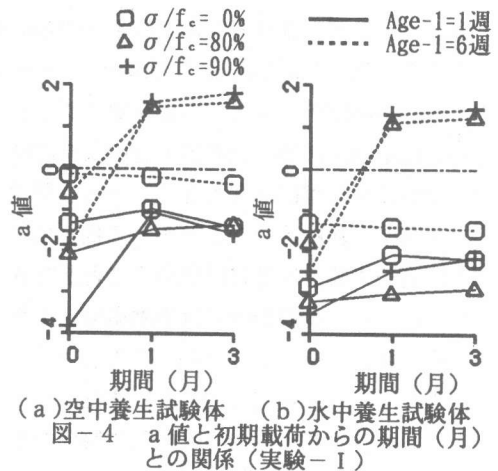 σ/fc= 0%
σ/fc=80%
σ/fc=90%
Age-1=1週
Age-1=6週
2
0
-2
-4
a 値
0 1 3
期間(月)
(a)空中養生試験体
2
0
-2
-4
a 値
0 1 3
期間(月)
(b)水中養生試験体
図-4 a値と初期載荷からの期間(月)
との関係(実験-I)